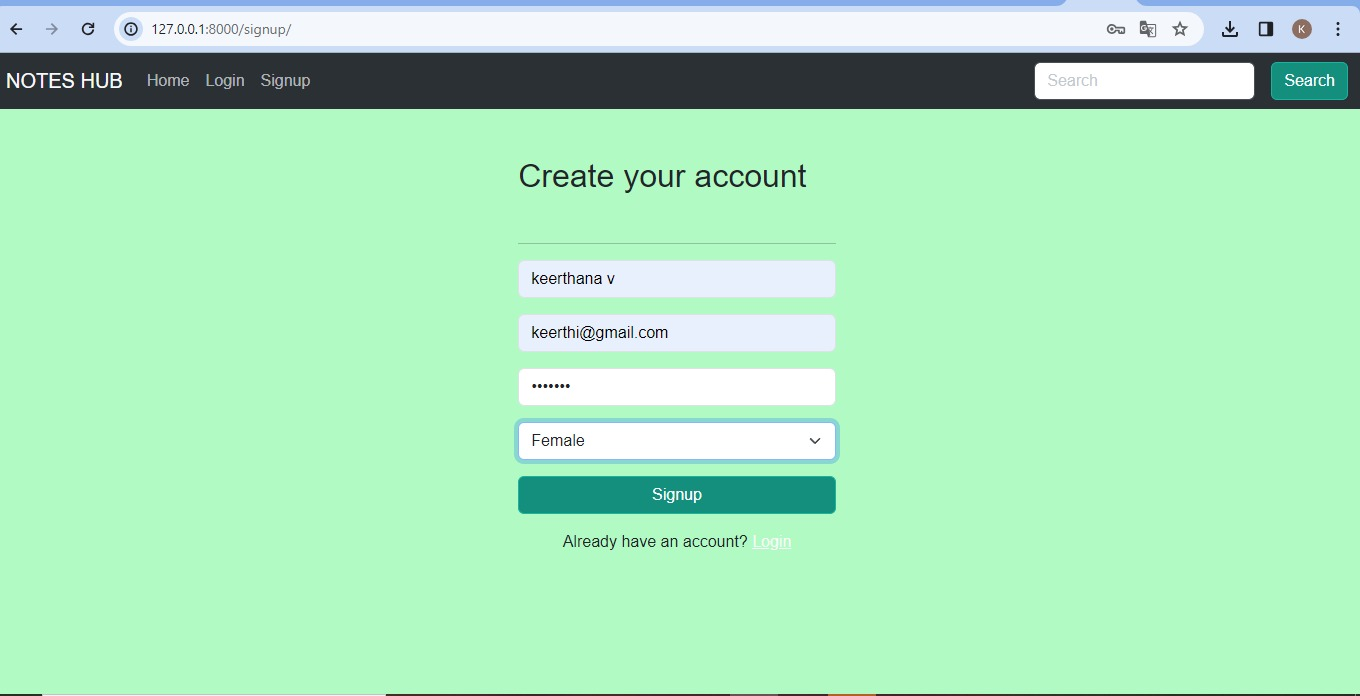 127.0.0.1:8000/signup/
K
NOTES HUB Home Login Signup Search Search
Create your account
keerthana v
keerthi@gmail.com
•••••••
Female
Signup
Already have an account? Login